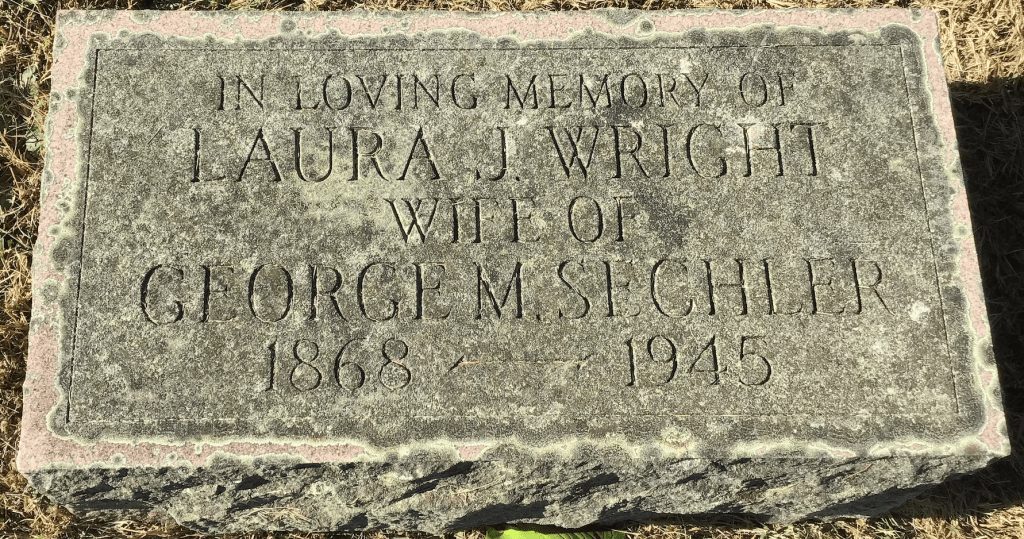 IN LOVING MEMORY OF
LAURA J. WRIGHT
WIFE OF
GEORGE M. SECHLER
1868 — 1945